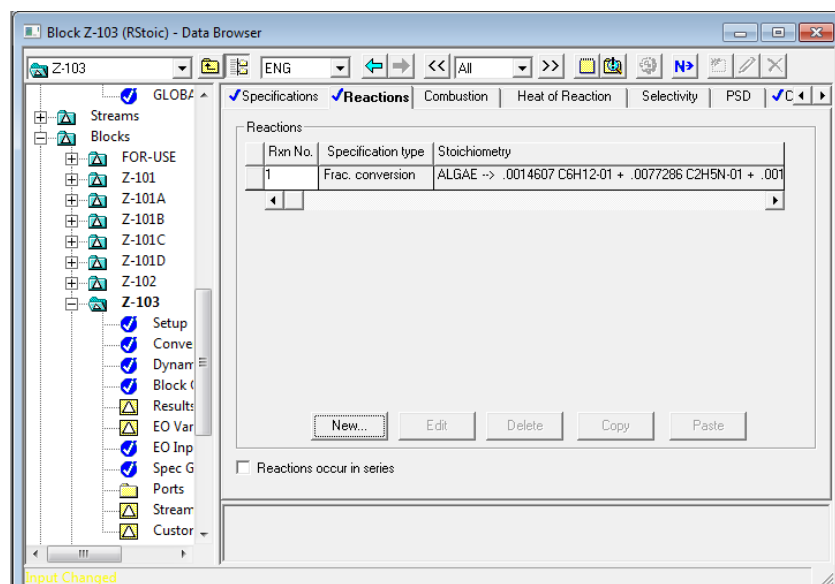 Block Z-103 (RStoic) - Data Browser
Z-103 ENG << All >> N>
GLOBA
Streams
Blocks
FOR-USE
Z-101
Z-101A
Z-101B
Z-101C
Z-101D
Z-102
Z-103
Setup
Conve
Dynam
Block
Results
EO Var
EO Inp
Spec G
Ports
Stream
Custor
Specifications Reactions Combustion Heat of Reaction Selectivity PSD C
Reactions
Rxn No. Specification type Stoichiometry
1 Frac. conversion ALGAE --> .0014607 C6H12-01 + .0077286 C2H5N-01 + .001
New... Edit Delete Copy Paste
Reactions occur in series
Input Changed